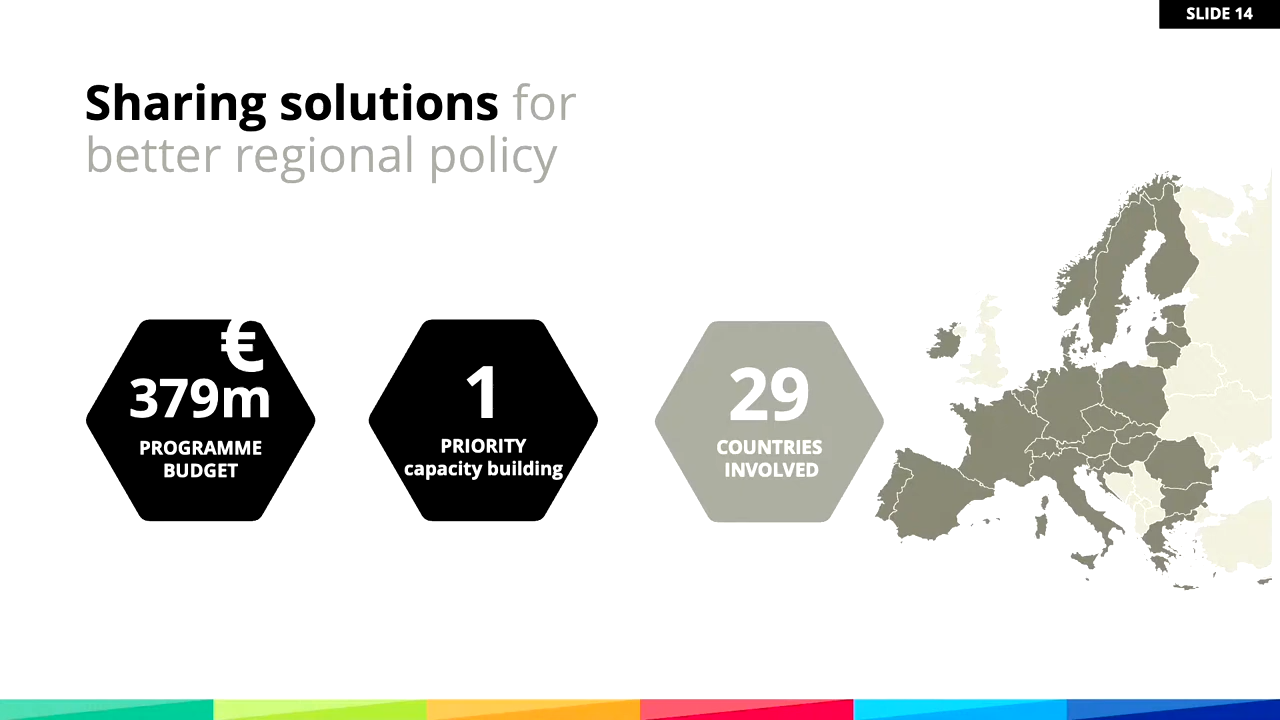 SLIDE 14
Sharing solutions for
better regional policy
€
379m
PROGRAMME
BUDGET
1
PRIORITY
capacity building
29
COUNTRIES
INVOLVED